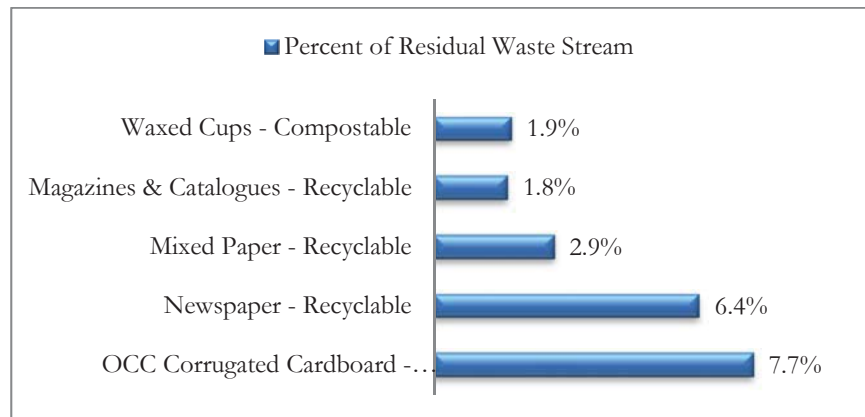 Percent of Residual Waste Stream
Waxed Cups - Compostable 1.9%
Magazines & Catalogues - Recyclable 1.8%
Mixed Paper - Recyclable 2.9%
Newspaper - Recyclable 6.4%
OCC Corrugated Cardboard -… 7.7%